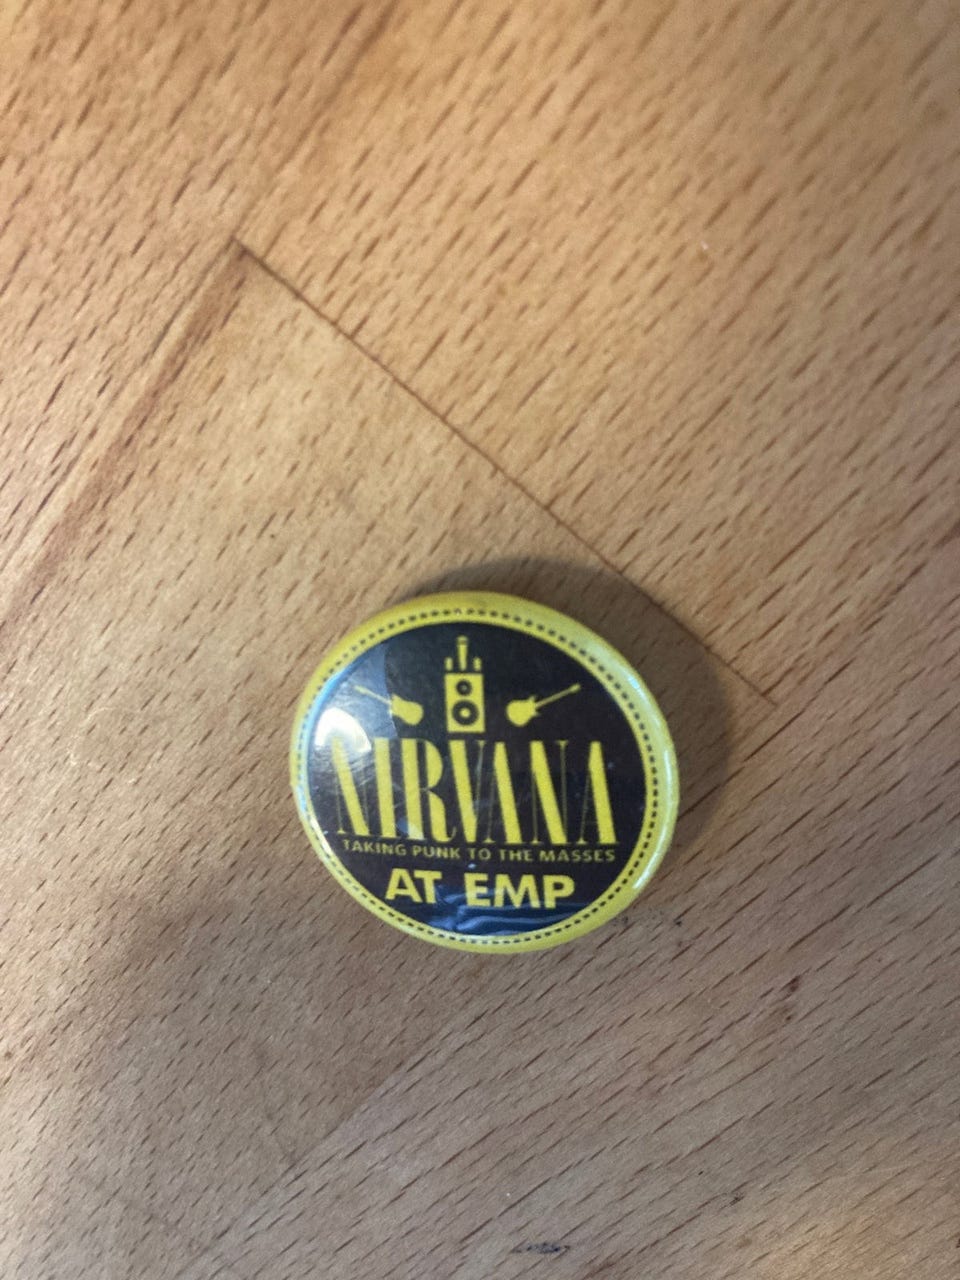 NIRVANA
TAKING PUNK TO THE MASSES
AT EMP